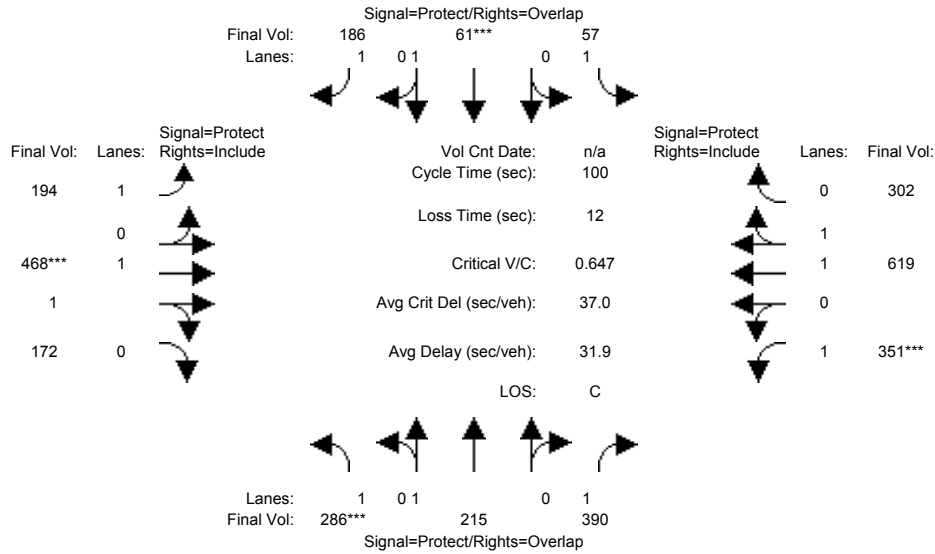 Signal=Protect/Rights=Overlap
Final Vol: 186 61*** 57
Lanes: 1 0 1 0 1
Signal=Protect Signal=Protect
Final Vol: Lanes: Rights=Include Vol Cnt Date: n/a Rights=Include Lanes: Final Vol:
Cycle Time (sec): 100
194 1 0 302
Loss Time (sec): 12
0 1
468*** 1 Critical V/C: 0.647 1 619
1 Avg Crit Del (sec/veh): 37.0 0
172 0 Avg Delay (sec/veh): 31.9 1 351***
LOS: C
Lanes: 1 0 1 0 1
Final Vol: 286*** 215 390
Signal=Protect/Rights=Overlap